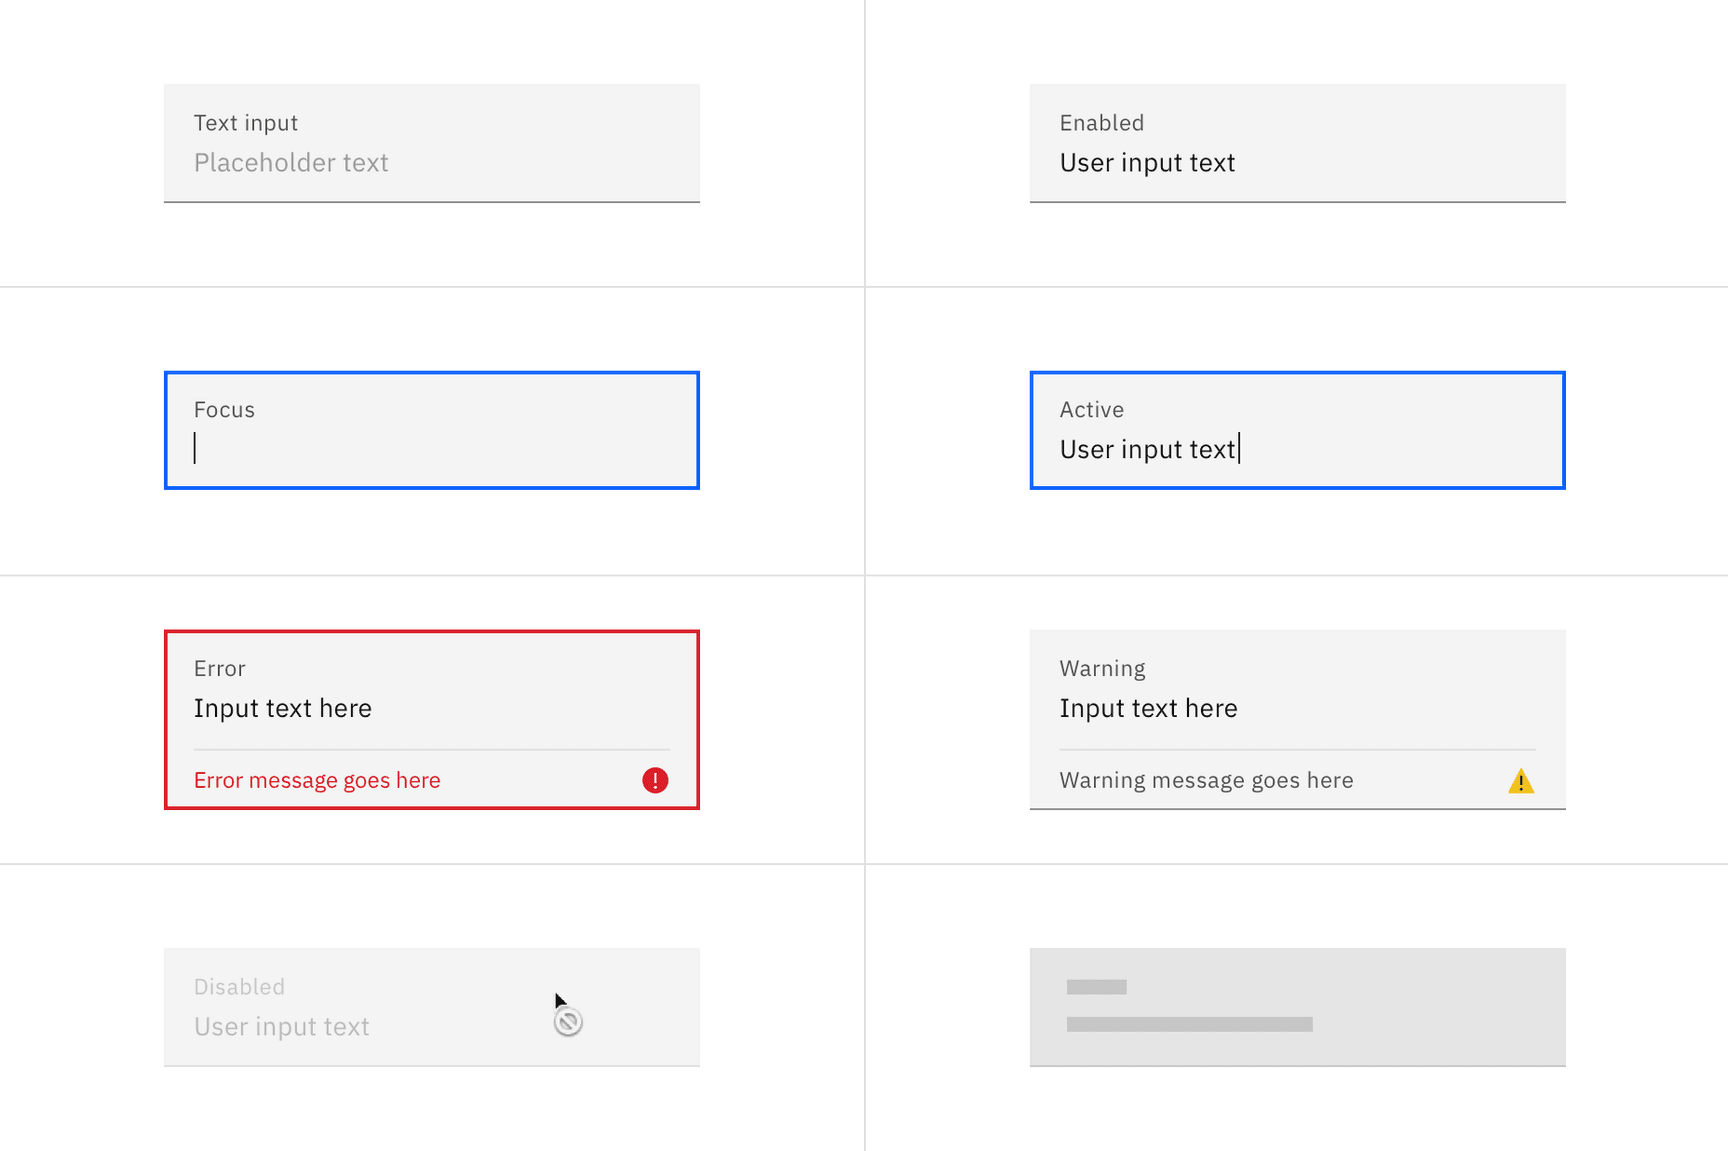 Text input
Placeholder text
Enabled
User input text
Focus
Active
User input text
Error
Input text here
Error message goes here
Warning
Input text here
Warning message goes here
Disabled
User input text